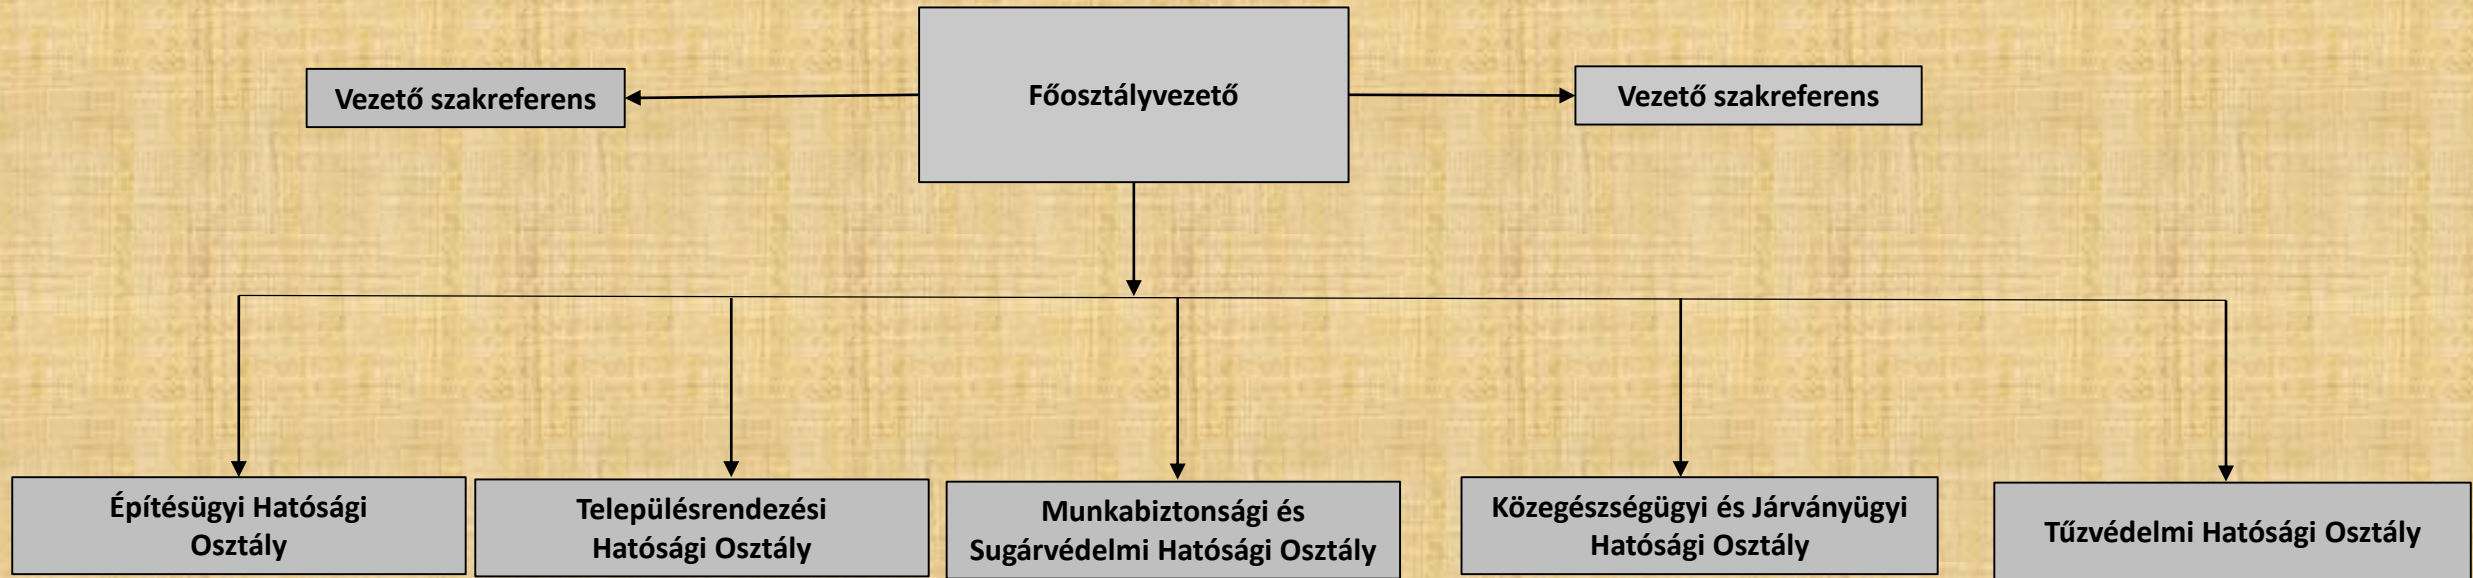 Vezető szakreferens
Főosztályvezető
Vezető szakreferens
Építésügyi Hatósági
Osztály
Településrendezési
Hatósági Osztály
Munkabiztonsági és
Sugárvédelmi Hatósági Osztály
Közegészségügyi és Járványügyi
Hatósági Osztály
Tűzvédelmi Hatósági Osztály